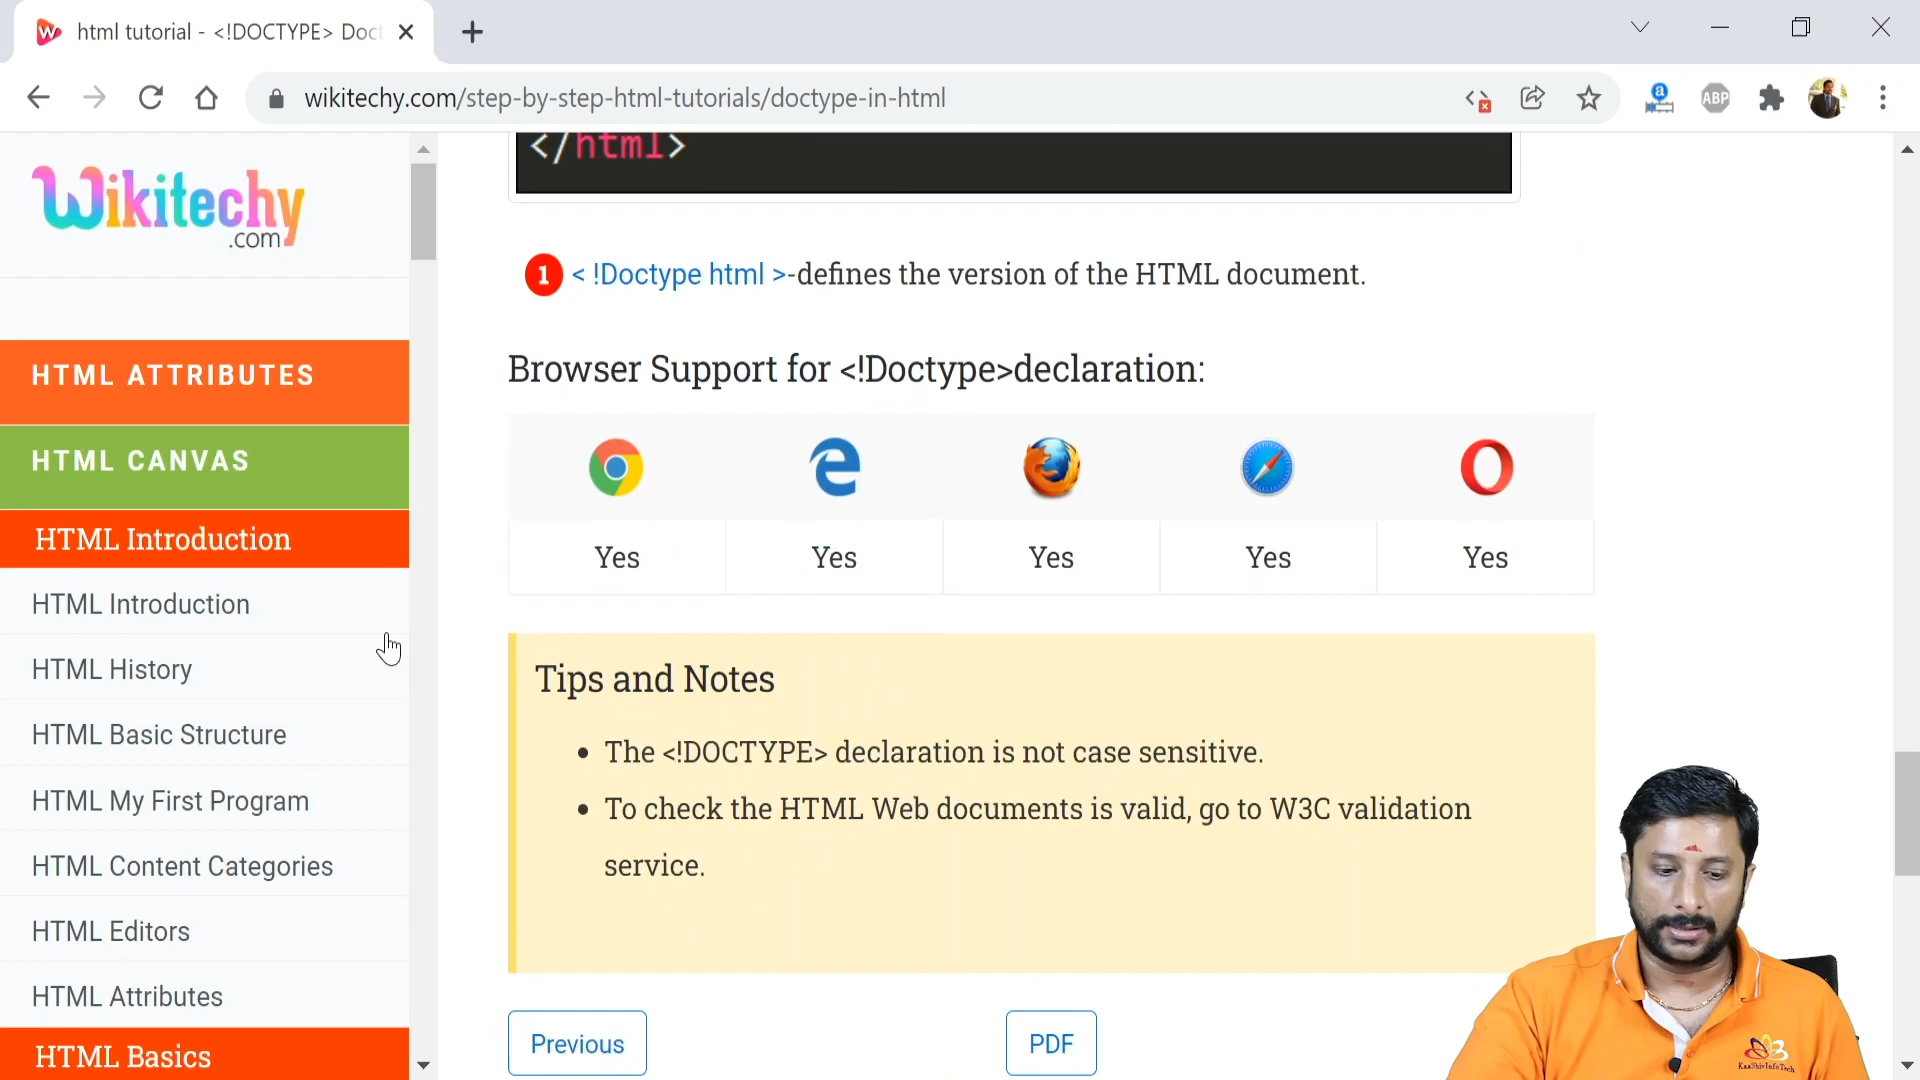 html tutorial - <!DOCTYPE> Doct
wikitechy.com/step-by-step-html-tutorials/doctype-in-html
ABP
Wikitechy
.com
</html>
1 < !Doctype html >-defines the version of the HTML document.
HTML ATTRIBUTES
HTML CANVAS
HTML Introduction
HTML Introduction
HTML History
HTML Basic Structure
HTML My First Program
HTML Content Categories
HTML Editors
HTML Attributes
HTML Basics
Browser Support for <!Doctype>declaration:
Yes Yes Yes Yes Yes
Tips and Notes
• The <!DOCTYPE> declaration is not case sensitive.
• To check the HTML Web documents is valid, go to W3C validation
service.
Previous
PDF
KaaShivInfoTech